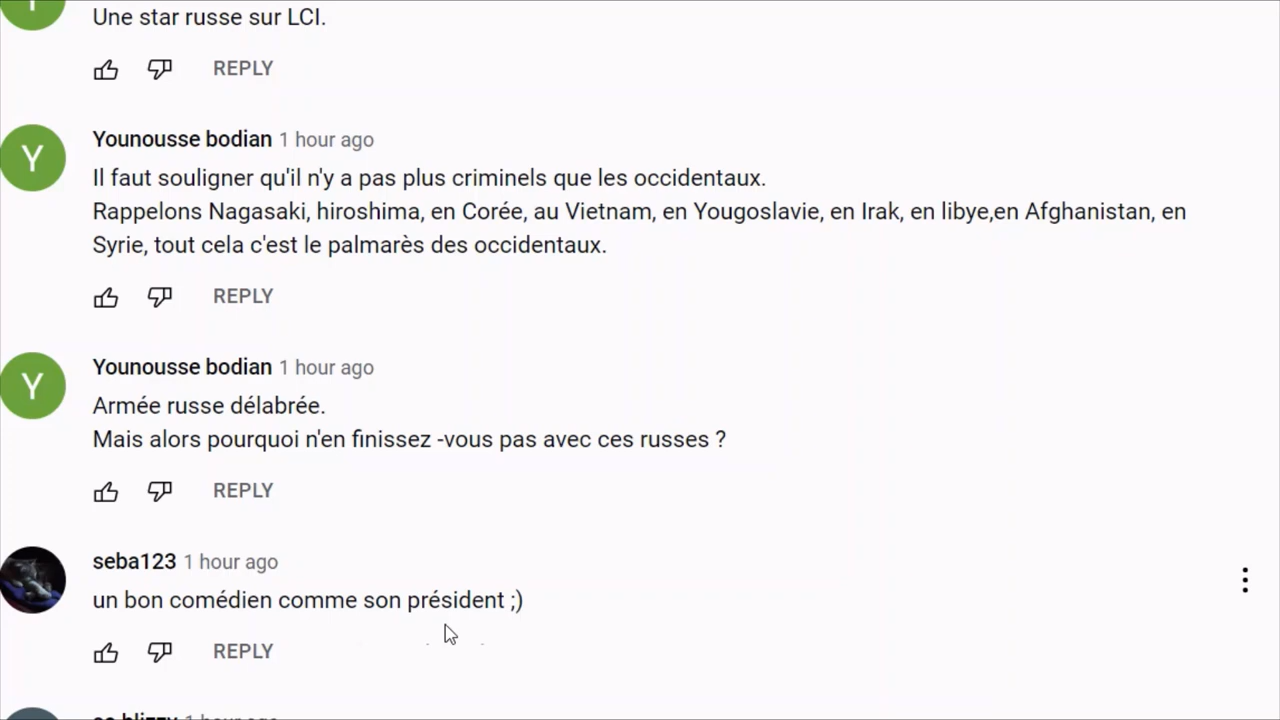 Une star russe sur LCI.
REPLY
Y
Younousse bodian 1 hour ago
Il faut souligner qu'il n'y a pas plus criminels que les occidentaux.
Rappelons Nagasaki, hiroshima, en Corée, au Vietnam, en Yougoslavie, en Irak, en libye,en Afghanistan, en
Syrie, tout cela c'est le palmarès des occidentaux.
REPLY
Y
Younousse bodian 1 hour ago
Armée russe délabrée.
Mais alors pourquoi n'en finissez -vous pas avec ces russes ?
REPLY
seba123 1 hour ago
un bon comédien comme son président ;)
REPLY
1 hour ago